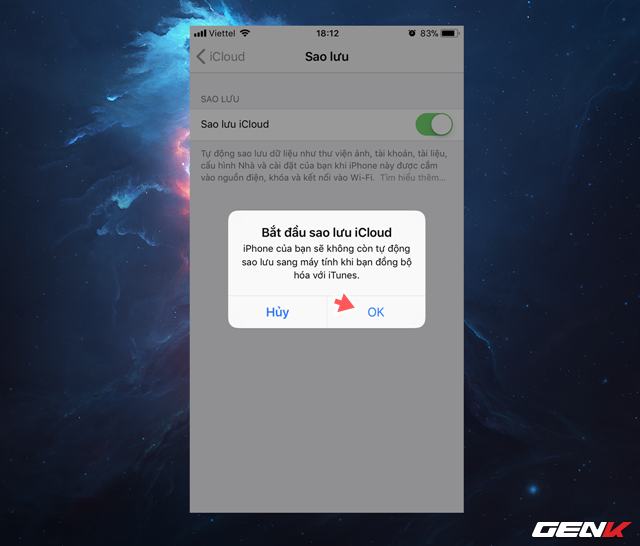 Viettel 18:12 83%
iCloud Sao lưu
SAO LƯU
Sao lưu iCloud
Tự động sao lưu dữ liệu như thư viện ảnh, tài khoản, tài liệu,
cấu hình Nhà và cài đặt của bạn khi iPhone này được cắm
vào nguồn điện, khóa và kết nối vào Wi-Fi. Tìm hiểu thêm...
Bắt đầu sao lưu iCloud
iPhone của bạn sẽ không còn tự động
sao lưu sang máy tính khi bạn đồng bộ
hóa với iTunes.
Hủy OK
GENK